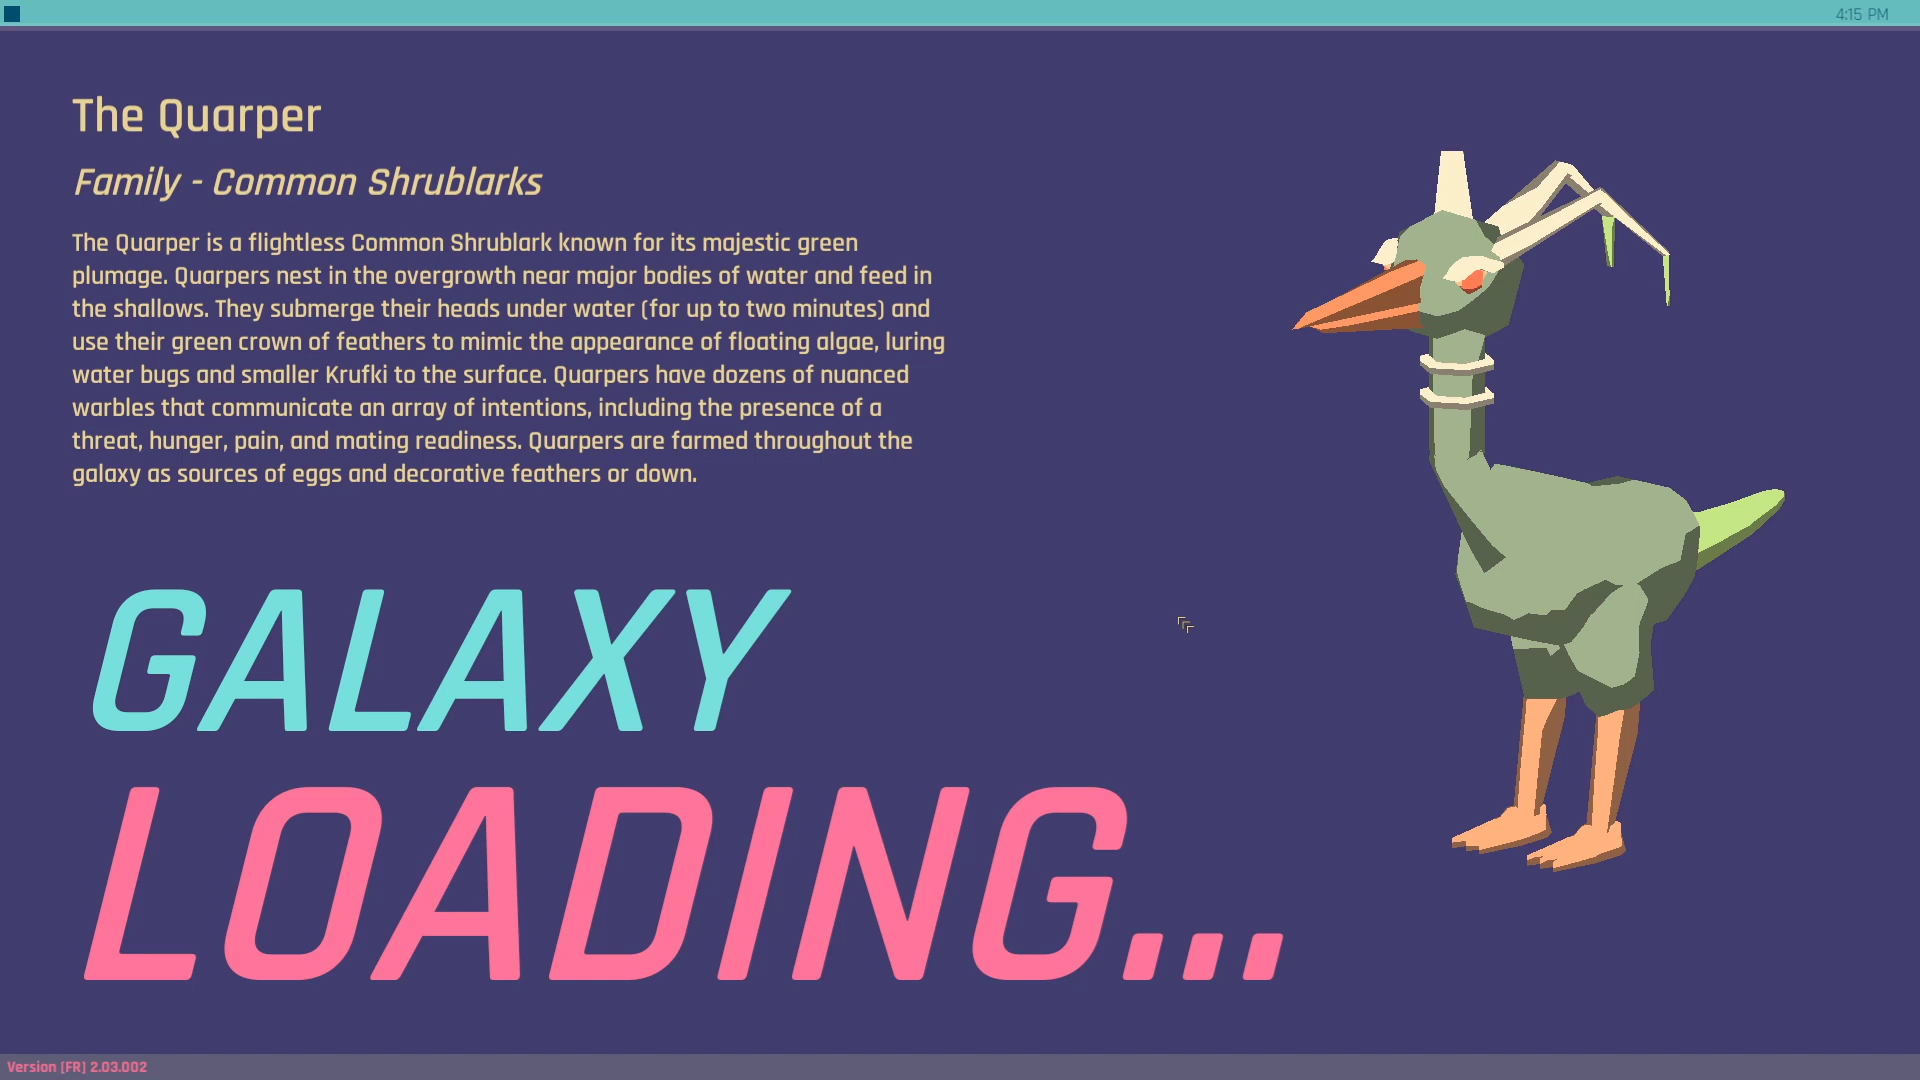 4:15 PM
The Quarper
Family - Common Shrublarks
The Quarper is a flightless Common Shrublark known for its majestic green
plumage. Quarpers nest in the overgrowth near major bodies of water and feed in
the shallows. They submerge their heads under water (for up to two minutes) and
use their green crown of feathers to mimic the appearance of floating algae, luring
water bugs and smaller Krufki to the surface. Quarpers have dozens of nuanced
warbles that communicate an array of intentions, including the presence of a
threat, hunger, pain, and mating readiness. Quarpers are farmed throughout the
galaxy as sources of eggs and decorative feathers or down.
GALAXY
LOADING...
Version [FR] 2.03.002